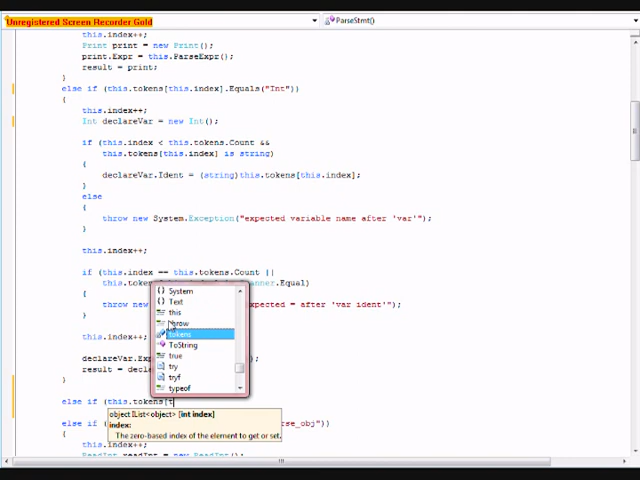 Unregistered Screen Recorder Gold
ParseStmt()
this.index++;
Print print = new Print();
print.Expr = this.ParseExpr();
result = print;
}
else if (this.tokens[this.index].Equals("Int"))
{
this.index++;
Int declareVar = new Int();
if (this.index < this.tokens.Count &&
this.tokens[this.index] is string)
{
declareVar.Ident = (string)this.tokens[this.index];
}
else
{
throw new System.Exception("expected variable name after 'var'");
}
this.index++;
if (this.index == this.tokens.Count ||
this.tok
anner.Equal)
{
throw new
xpected = after 'var ident'");
}
this.index++;
declareVar.Exp
;
result = decl
}
else if (this.tokens[t
else if (
rse_obj"))
{
this.index++;
ReadInt readInt = new ReadInt();
System
Text
this
throw
tokens
ToString
true
try
tryf
typeof
object IList<object> [int index]
index:
The zero-based index of the element to get or set.